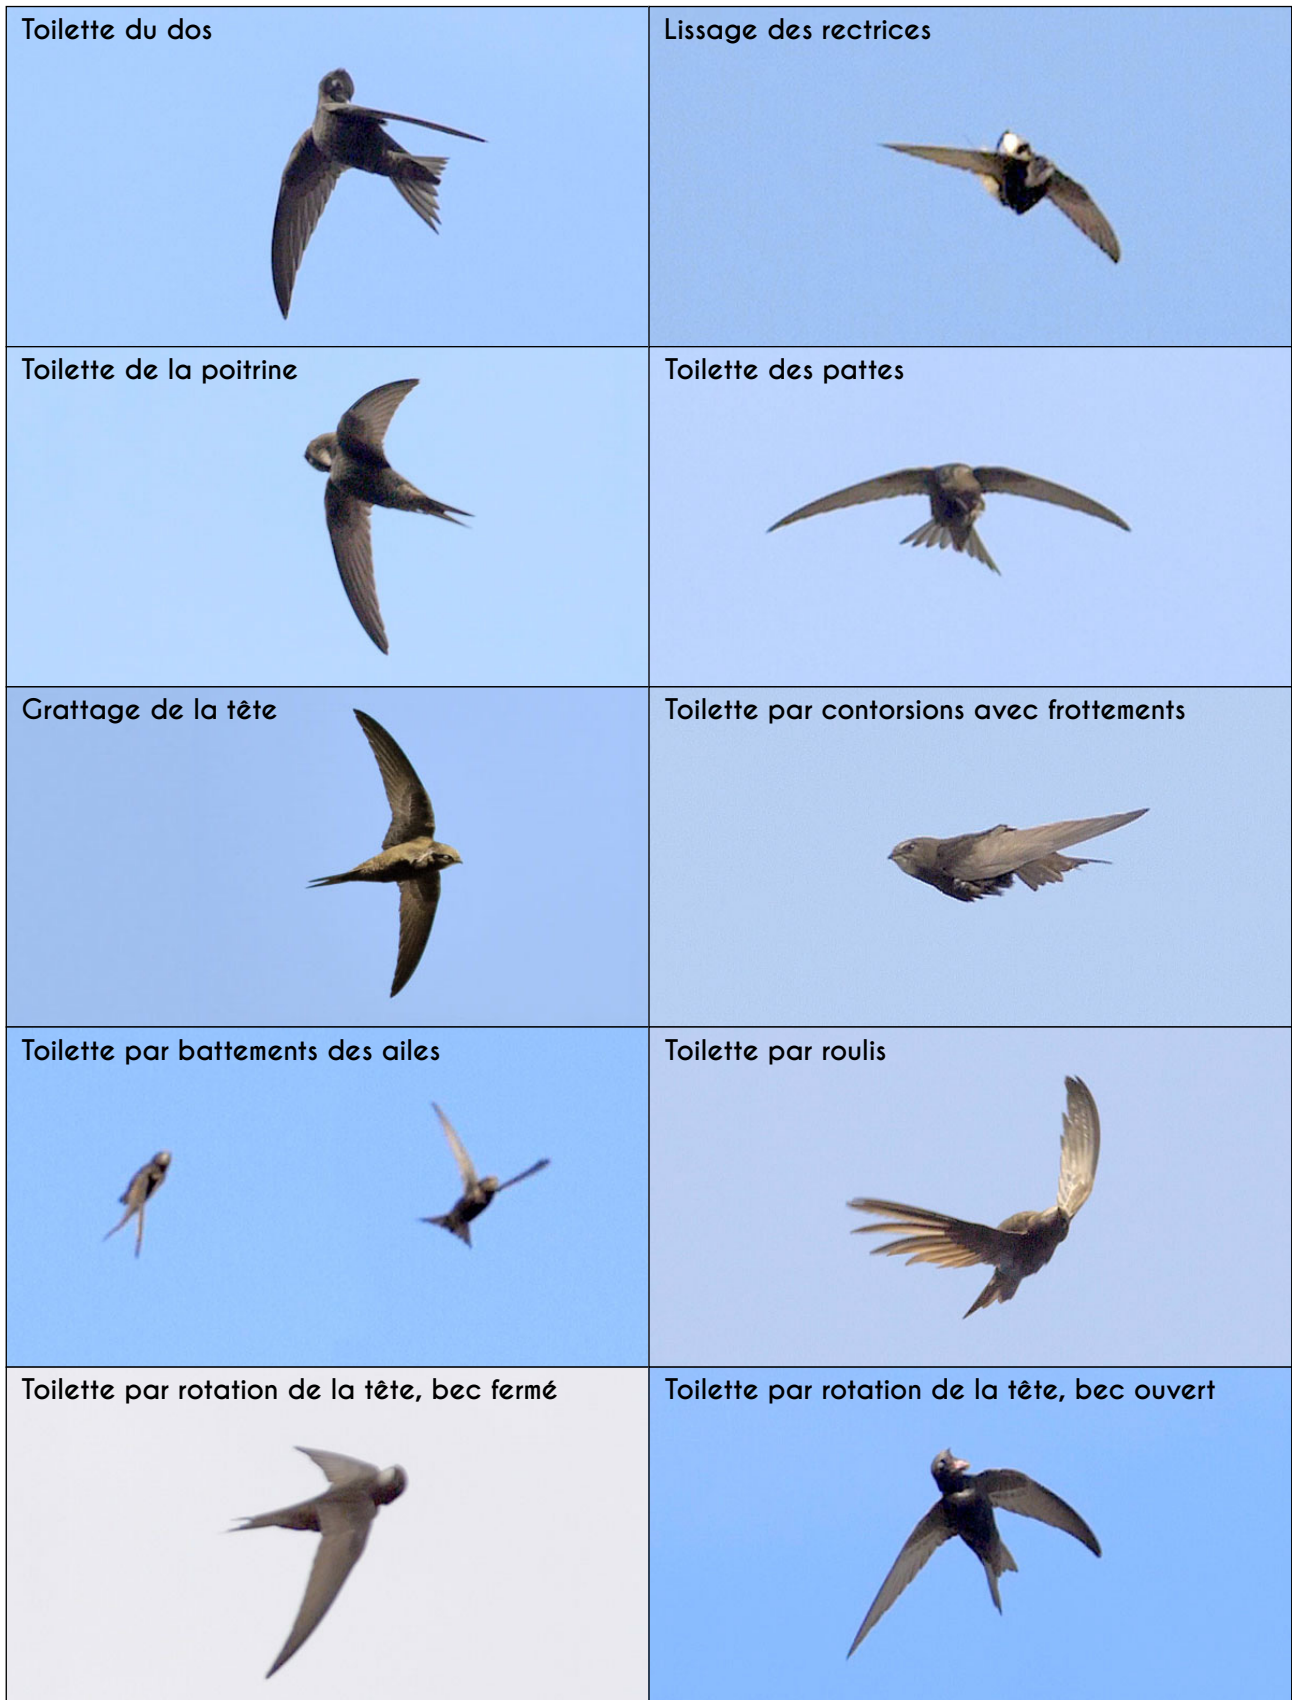 Toilette du dos
Lissage des rectrices
Toilette de la poitrine
Toilette des pattes
Grattage de la tête
Toilette par contorsions avec frottements
Toilette par battements des ailes
Toilette par roulis
Toilette par rotation de la tête, bec fermé
Toilette par rotation de la tête, bec ouvert